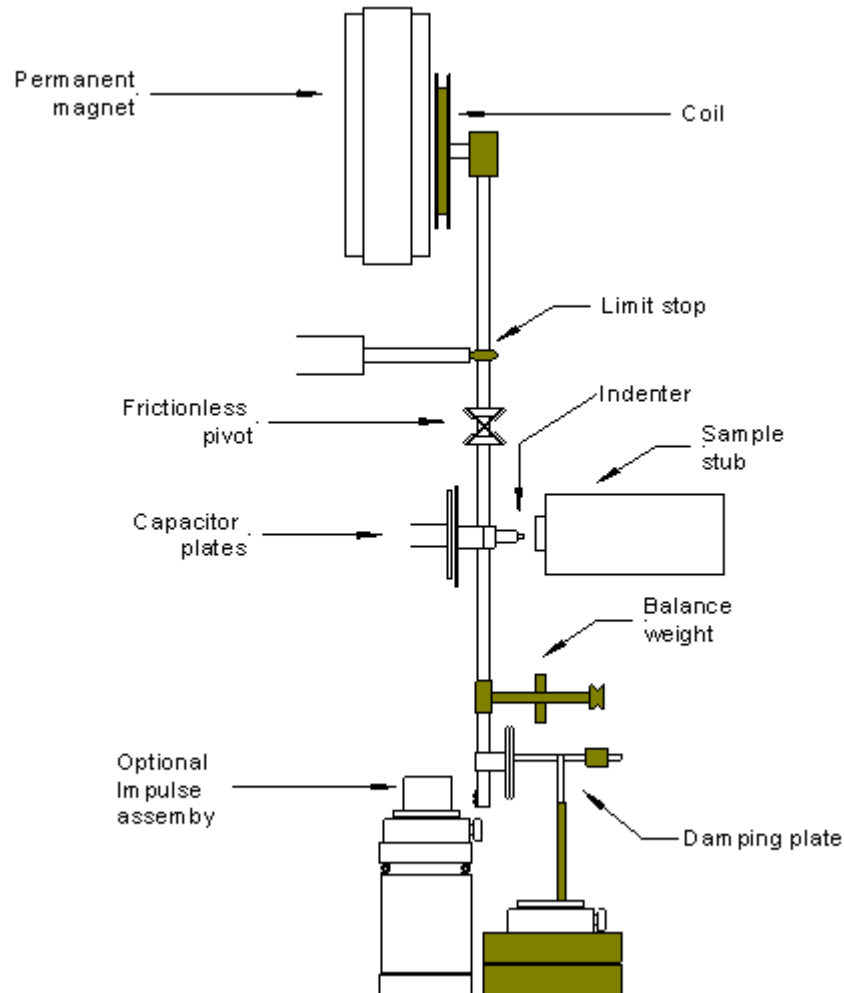 Permanent
magnet
Coil
Limit stop
Indenter
Frictionless
pivot
Sample
stub
Capacitor
plates
Balance
weight
Optional
Impulse
assemby
Damping plate